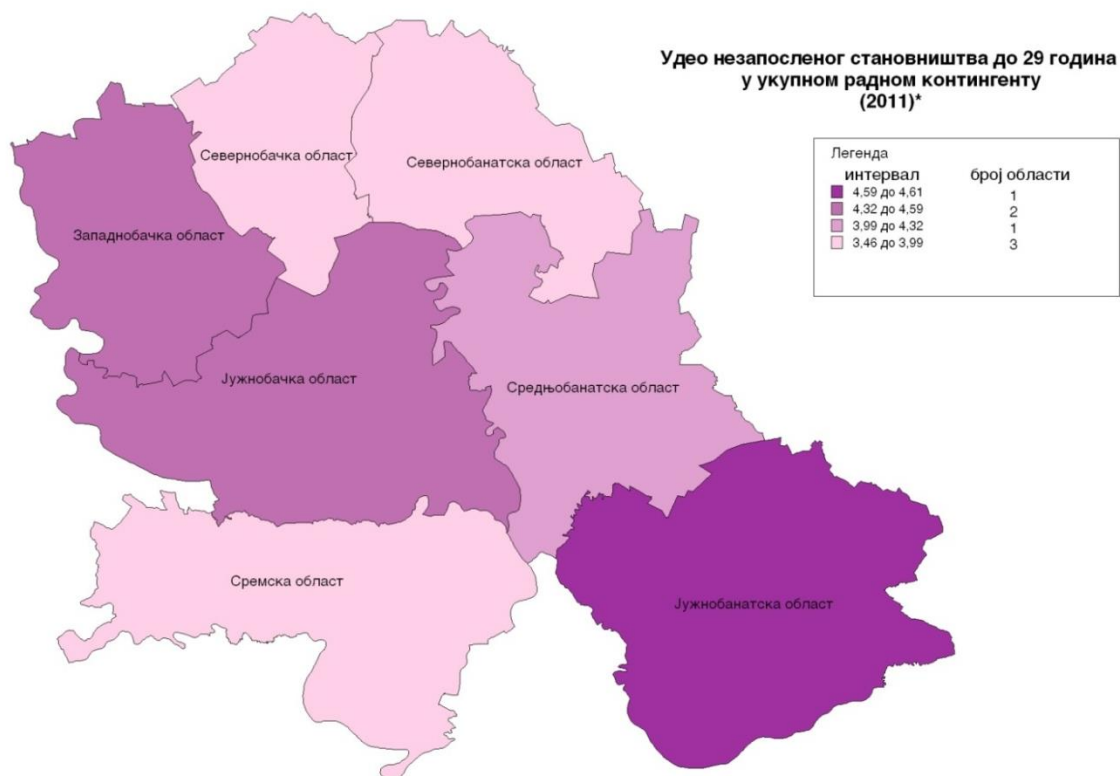 Удео незапосленог становништва до 29 година
у укупном радном контингенту
(2011)*
Легенда
интервал број области
4,59 до 4,61 1
4,32 до 4,59 2
3,99 до 4,32 1
3,46 до 3,99 3
Севернобачка област
Севернобанатска област
Западнобачка област
Јужнобачка област
Средњобанатска област
Сремска област
Јужнобанатска област